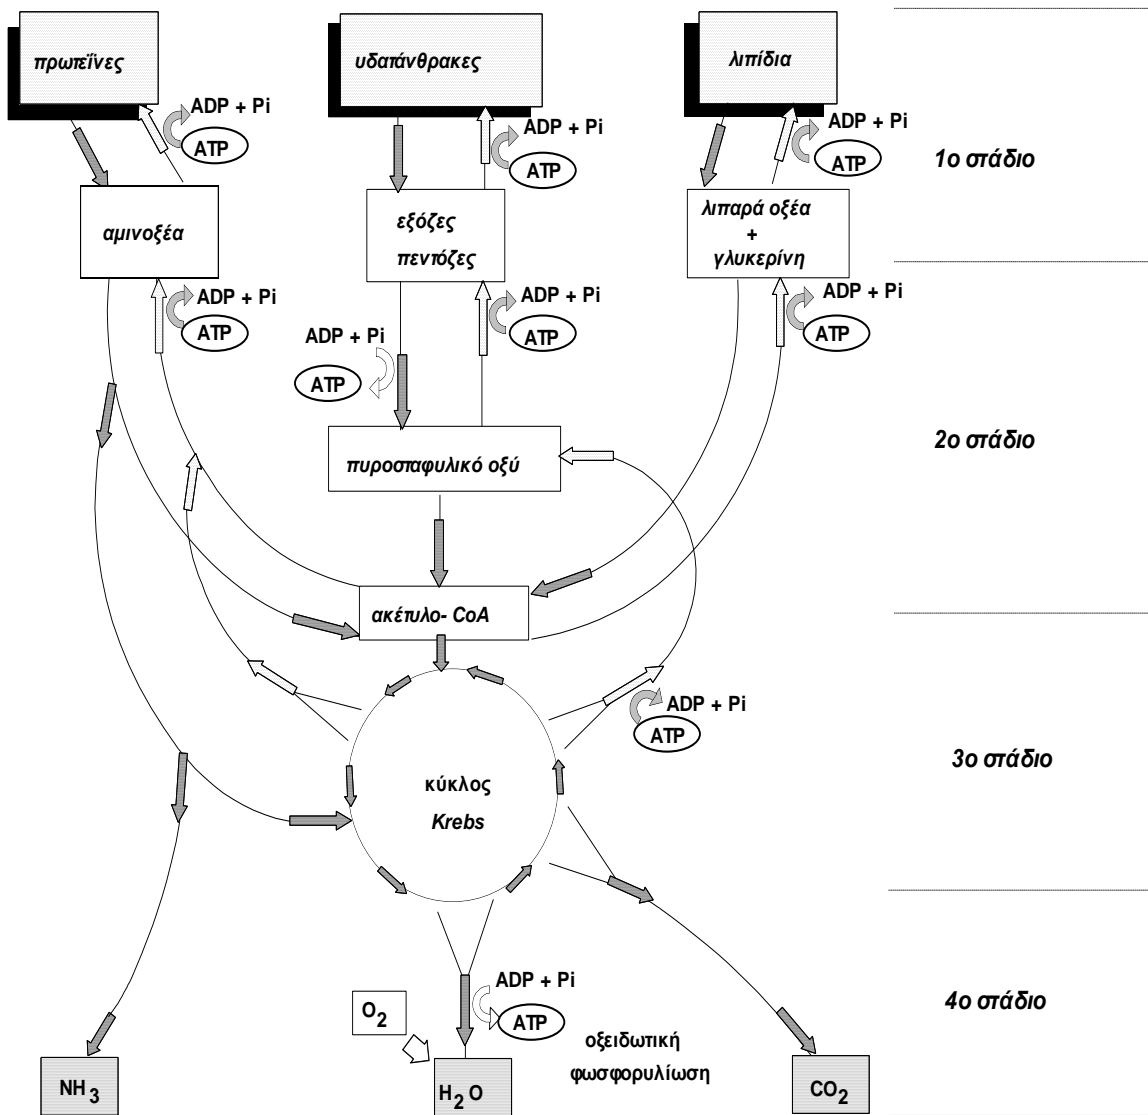 πρωτεΐνες
υδατάνθρακες
λιπίδια
ADP + Pi
ATP
ADP + Pi
ATP
ADP + Pi
ATP
1ο στάδιο
αμινοξέα
εξόζες
πεντόζες
λιπαρά οξέα
+
γλυκερίνη
ADP + Pi
ATP
ADP + Pi
ATP
ADP + Pi
ATP
ADP + Pi
ATP
2ο στάδιο
πυροσταφυλικό οξύ
ακέτυλο- CoA
ADP + Pi
ATP
3ο στάδιο
κύκλος
Krebs
ADP + Pi
ATP
4ο στάδιο
O2
οξειδωτική
φωσφορυλίωση
NH3
H2O
CO2